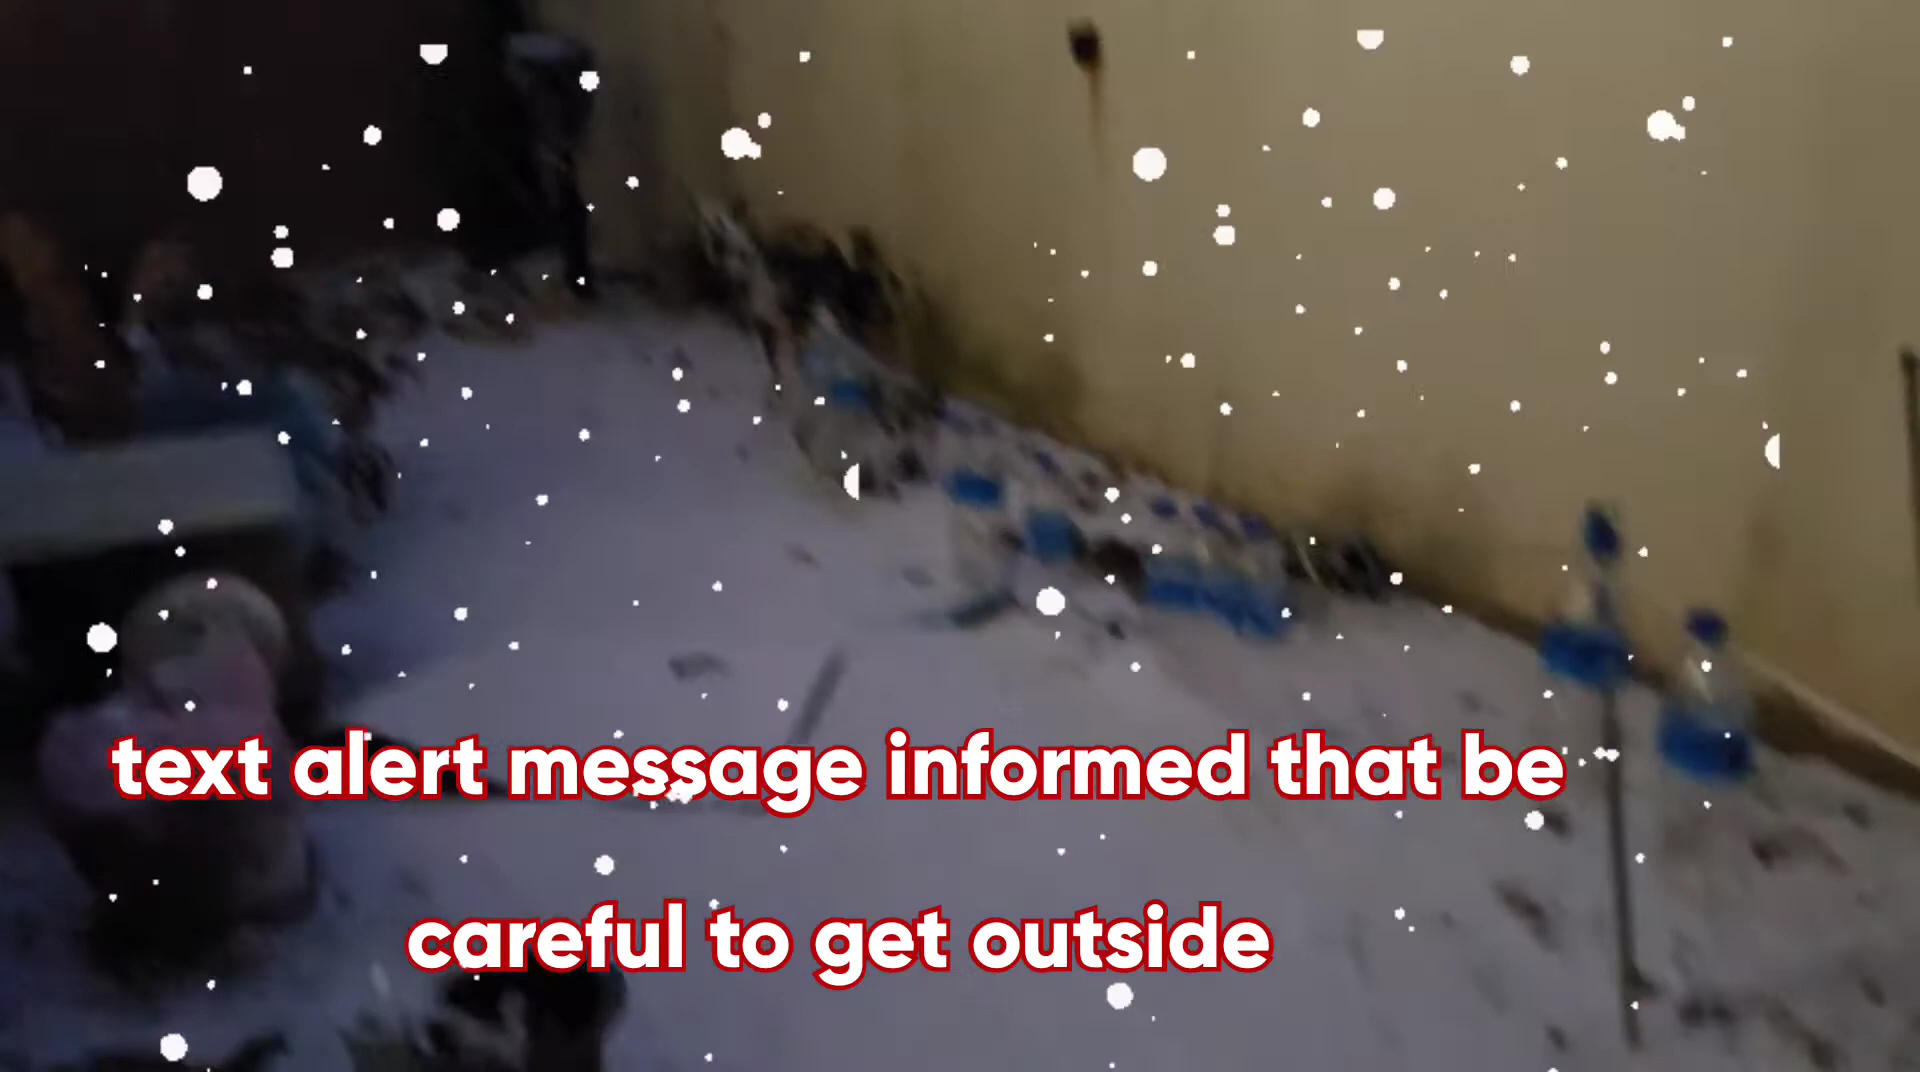 text alert message informed that be
careful to get outside